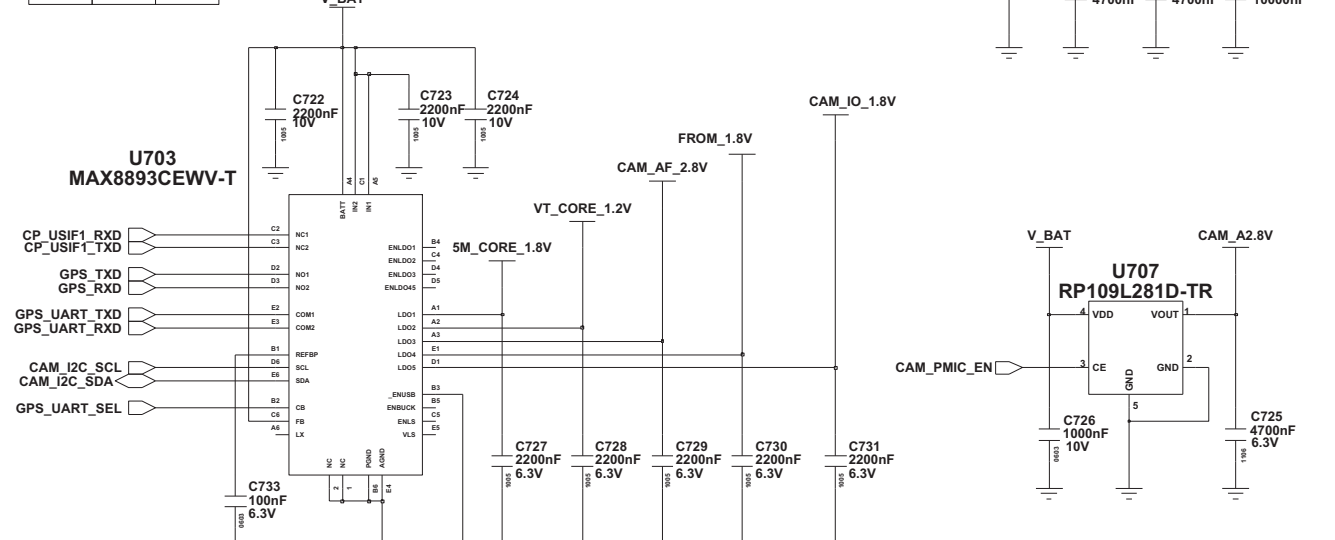 V_BAT
4700nF
4700nF
10000nF
C722
2200nF
10V
1005
C723
2200nF
10V
1005
C724
2200nF
10V
1005
CAM_IO_1.8V
FROM_1.8V
CAM_AF_2.8V
VT_CORE_1.2V
5M_CORE_1.8V
U703
MAX8893CEWV-T
A4
C1
A5
BATT
IN2
IN1
CP_USIF1_RXD
C2
NC1
CP_USIF1_TXD
C3
NC2
GPS_TXD
D2
NO1
GPS_RXD
D3
NO2
GPS_UART_TXD
E2
COM1
GPS_UART_RXD
E3
COM2
B1
REFBP
CAM_I2C_SCL
D6
SCL
CAM_I2C_SDA
E6
SDA
GPS_UART_SEL
B2
CB
C6
FB
A6
LX
ENLDO1
B4
ENLDO2
C4
ENLDO3
D4
ENLDO45
D5
LDO1
A1
LDO2
A2
LDO3
A3
LDO4
E1
LDO5
D1
_ENUSB
B3
ENBUCK
B5
ENLS
C5
VLS
E5
NC
NC
PGND
AGND
2
1
B6
E4
C733
100nF
6.3V
0603
C727
2200nF
6.3V
1005
C728
2200nF
6.3V
1005
C729
2200nF
6.3V
1005
C730
2200nF
6.3V
1005
C731
2200nF
6.3V
1005
V_BAT
CAM_A2.8V
U707
RP109L281D-TR
4
VDD
VOUT
1
CAM_PMIC_EN
3
CE
GND
2
GND
5
C726
1000nF
10V
0603
C725
4700nF
6.3V
1106